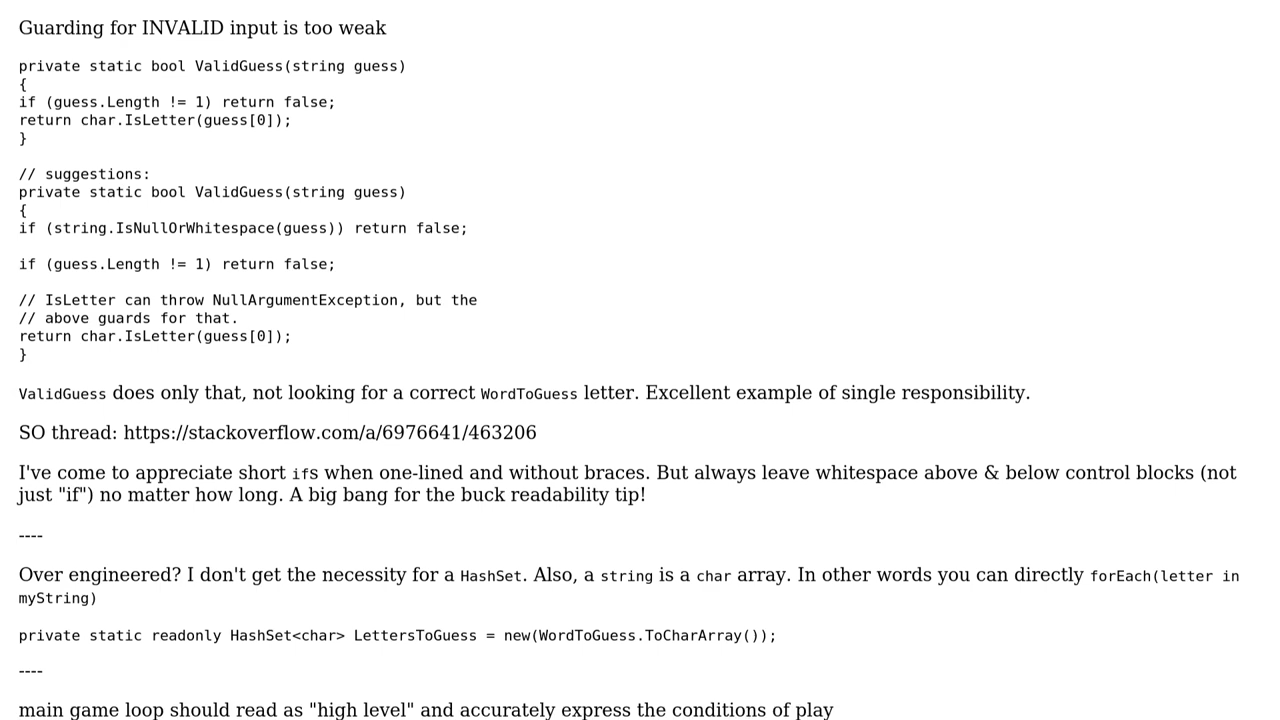 Guarding for INVALID input is too weak
private static bool ValidGuess(string guess)
{
if (guess.Length != 1) return false;
return char.IsLetter(guess[0]);
}
// suggestions:
private static bool ValidGuess(string guess)
{
if (string.IsNullOrWhitespace(guess)) return false;
if (guess.Length != 1) return false;
// IsLetter can throw NullArgumentException, but the
// above guards for that.
return char.IsLetter(guess[0]);
}
ValidGuess does only that, not looking for a correct WordToGuess letter. Excellent example of single responsibility.
SO thread: https://stackoverflow.com/a/6976641/463206
I've come to appreciate short ifs when one-lined and without braces. But always leave whitespace above & below control blocks (not
just "if") no matter how long. A big bang for the buck readability tip!
----
Over engineered? I don't get the necessity for a HashSet. Also, a string is a char array. In other words you can directly forEach(letter in
myString)
private static readonly HashSet<char> LettersToGuess = new(WordToGuess.ToCharArray());
----
main game loop should read as "high level" and accurately express the conditions of play